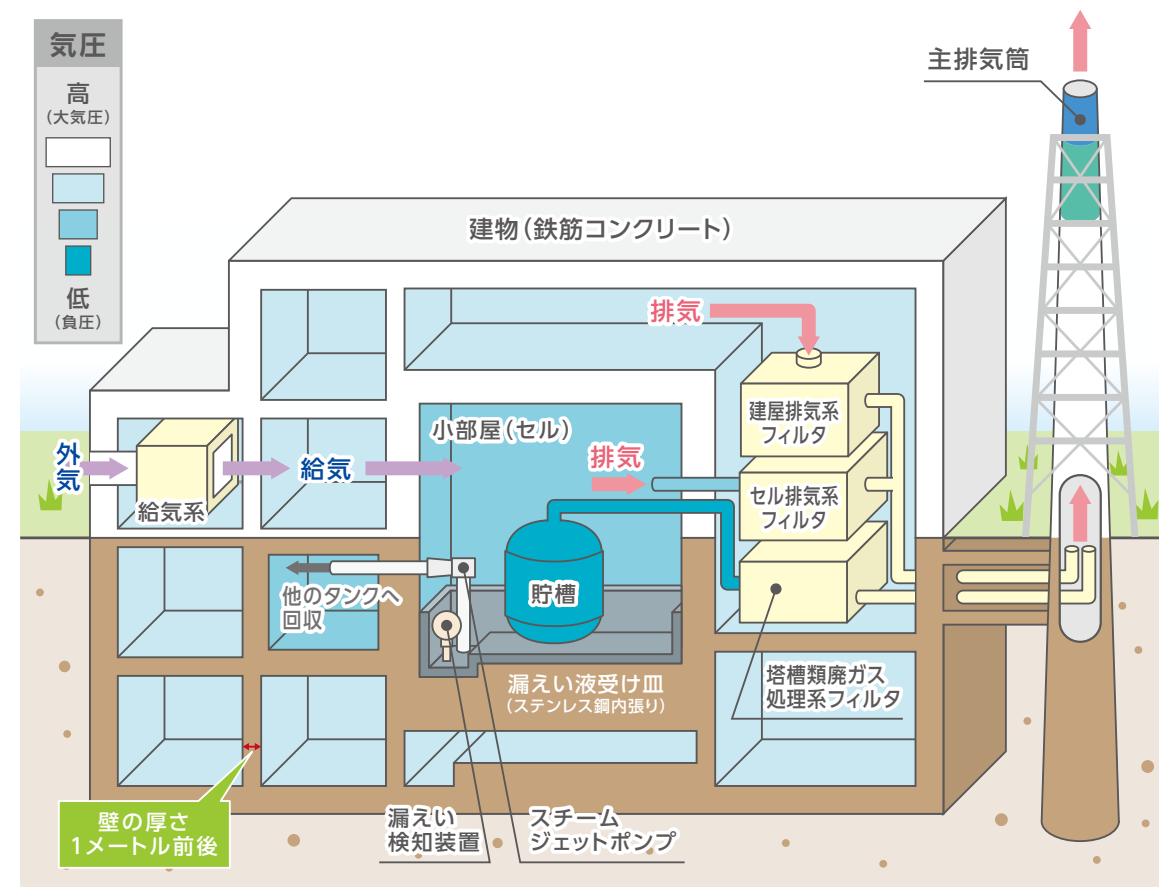 気圧
高
（大気圧）
低
（負圧）
主排気筒
建物（鉄筋コンクリート）
排気
建屋排気系
フィルタ
小部屋（セル）
外気
給気
排気
給気系
セル排気系
フィルタ
他のタンクへ
回収
貯槽
漏えい液受け皿
（ステンレス鋼内張り）
塔槽類廃ガス
処理系フィルタ
壁の厚さ
1メートル前後
漏えい
検知装置
スチーム
ジェットポンプ